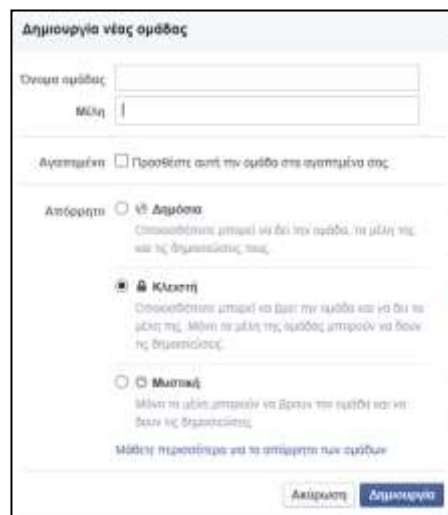 Δημιουργία νέας ομάδας
Όνομα ομάδας
Μέλη
Αγαπημένα Προσθέστε αυτή την ομάδα στα αγαπημένα σας
Απόρρητο Δημόσια
Οποιοσδήποτε μπορεί να δει την ομάδα, τα μέλη της
και τις δημοσιεύσεις τους.
Κλειστή
Οποιοσδήποτε μπορεί να βρει την ομάδα και να δει τα
μέλη της. Μόνο τα μέλη της ομάδας μπορούν να δουν
τις δημοσιεύσεις.
Μυστική
Μόνο τα μέλη μπορούν να βρουν την ομάδα και να
δουν τις δημοσιεύσεις.
Μάθετε περισσότερα για το απόρρητο των ομάδων
Ακύρωση Δημιουργία